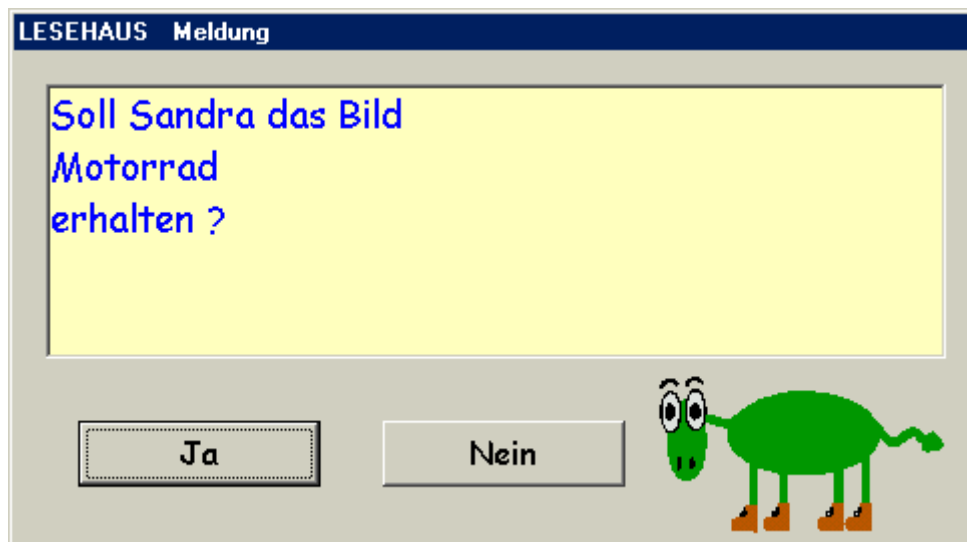 LESEHAUS Meldung
Soll Sandra das Bild
Motorrad
erhalten ?
Ja
Nein